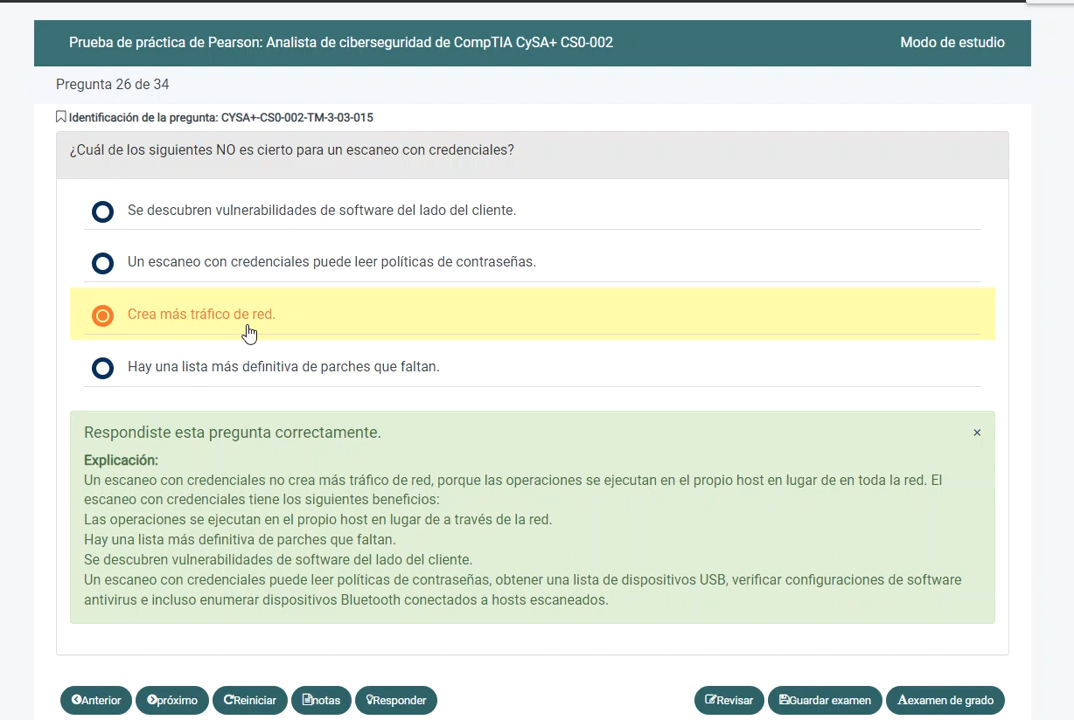 Prueba de práctica de Pearson: Analista de ciberseguridad de CompTIA CySA+ CS0-002
Modo de estudio
Pregunta 26 de 34
Identificación de la pregunta: CYSA+-CS0-002-TM-3-03-015
¿Cuál de los siguientes NO es cierto para un escaneo con credenciales?
Se descubren vulnerabilidades de software del lado del cliente.
Un escaneo con credenciales puede leer políticas de contraseñas.
Crea más tráfico de red.
Hay una lista más definitiva de parches que faltan.
Respondiste esta pregunta correctamente.
×
Explicación:
Un escaneo con credenciales no crea más tráfico de red, porque las operaciones se ejecutan en el propio host en lugar de en toda la red. El
escaneo con credenciales tiene los siguientes beneficios:
Las operaciones se ejecutan en el propio host en lugar de a través de la red.
Hay una lista más definitiva de parches que faltan.
Se descubren vulnerabilidades de software del lado del cliente.
Un escaneo con credenciales puede leer políticas de contraseñas, obtener una lista de dispositivos USB, verificar configuraciones de software
antivirus e incluso enumerar dispositivos Bluetooth conectados a hosts escaneados.
Anterior
próximo
Reiniciar
notas
Responder
Revisar
Guardar examen
Aexamen de grado